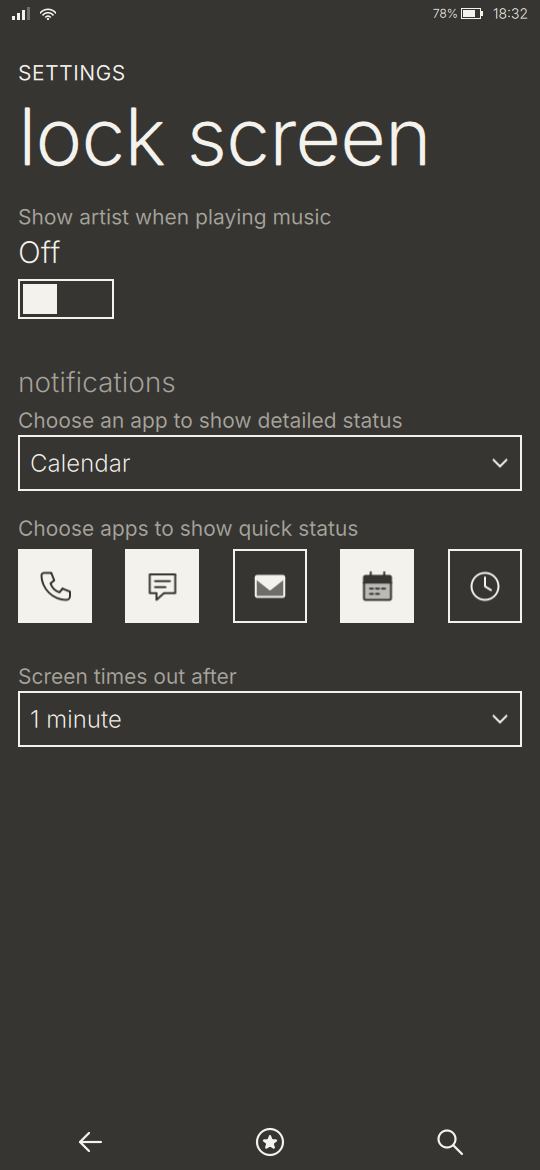 78% 18:32
SETTINGS
lock screen
Show artist when playing music
Off
notifications
Choose an app to show detailed status
Calendar
Choose apps to show quick status
Screen times out after
1 minute